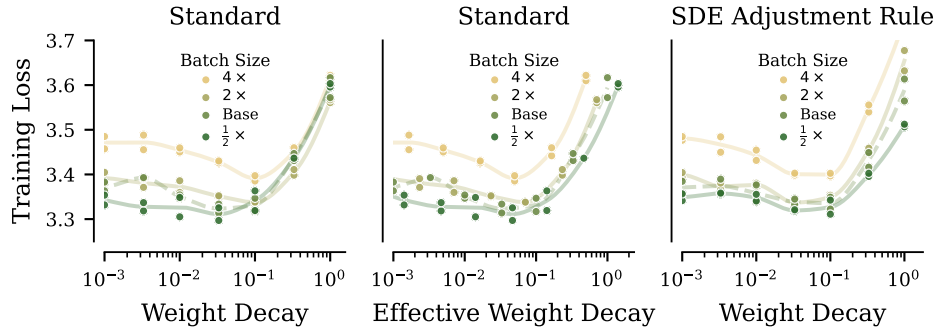 Standard
Standard
SDE Adjustment Rule
Training Loss
3.7
3.6
3.5
3.4
3.3
Batch Size
4 ×
2 ×
Base
½ ×
Batch Size
4 ×
2 ×
Base
½ ×
Batch Size
4 ×
2 ×
Base
½ ×
10⁻³
10⁻²
10⁻¹
10⁰
10⁻³
10⁻²
10⁻¹
10⁰
10⁻³
10⁻²
10⁻¹
10⁰
Weight Decay
Effective Weight Decay
Weight Decay